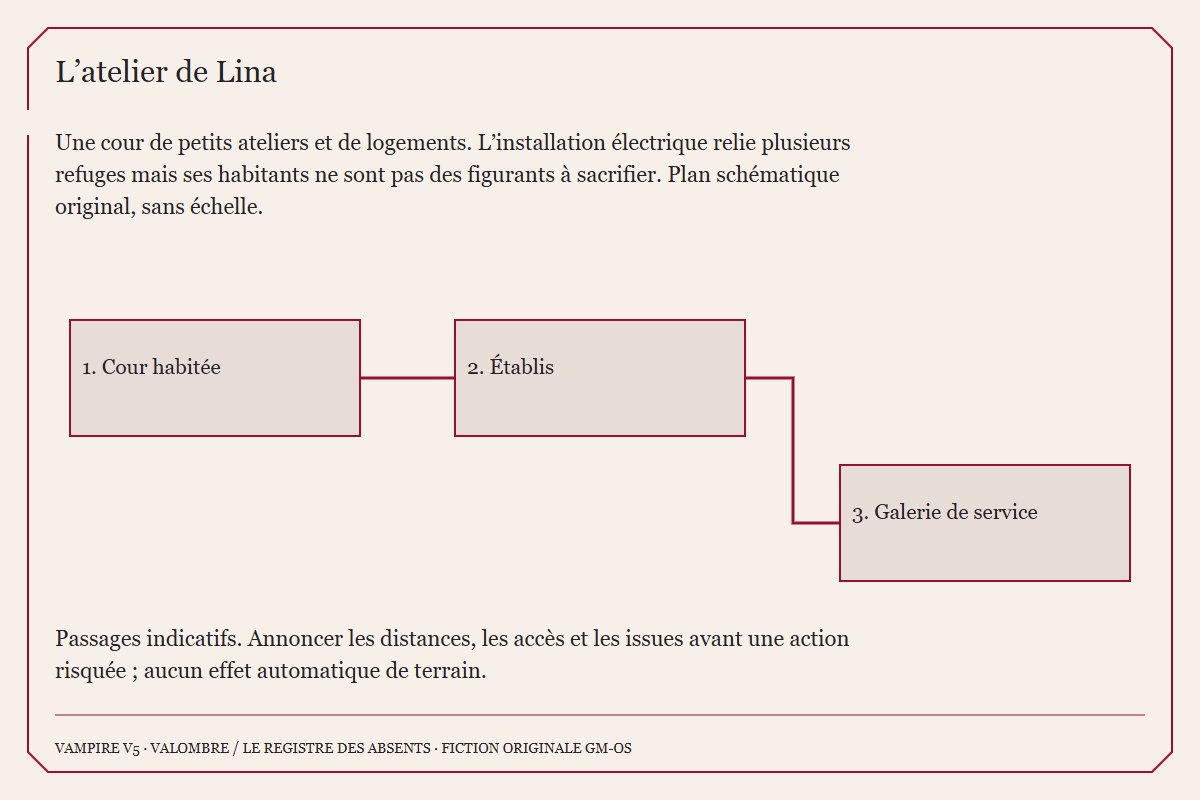 L’atelier de Lina
Une cour de petits ateliers et de logements. L’installation électrique relie plusieurs
refuges mais ses habitants ne sont pas des figurants à sacrifier. Plan schématique
original, sans échelle.
1. Cour habitée
2. Établis
3. Galerie de service
Passages indicatifs. Annoncer les distances, les accès et les issues avant une action
risquée ; aucun effet automatique de terrain.
VAMPIRE V5 · VALOMBRE / LE REGISTRE DES ABSENTS · FICTION ORIGINALE GM-OS